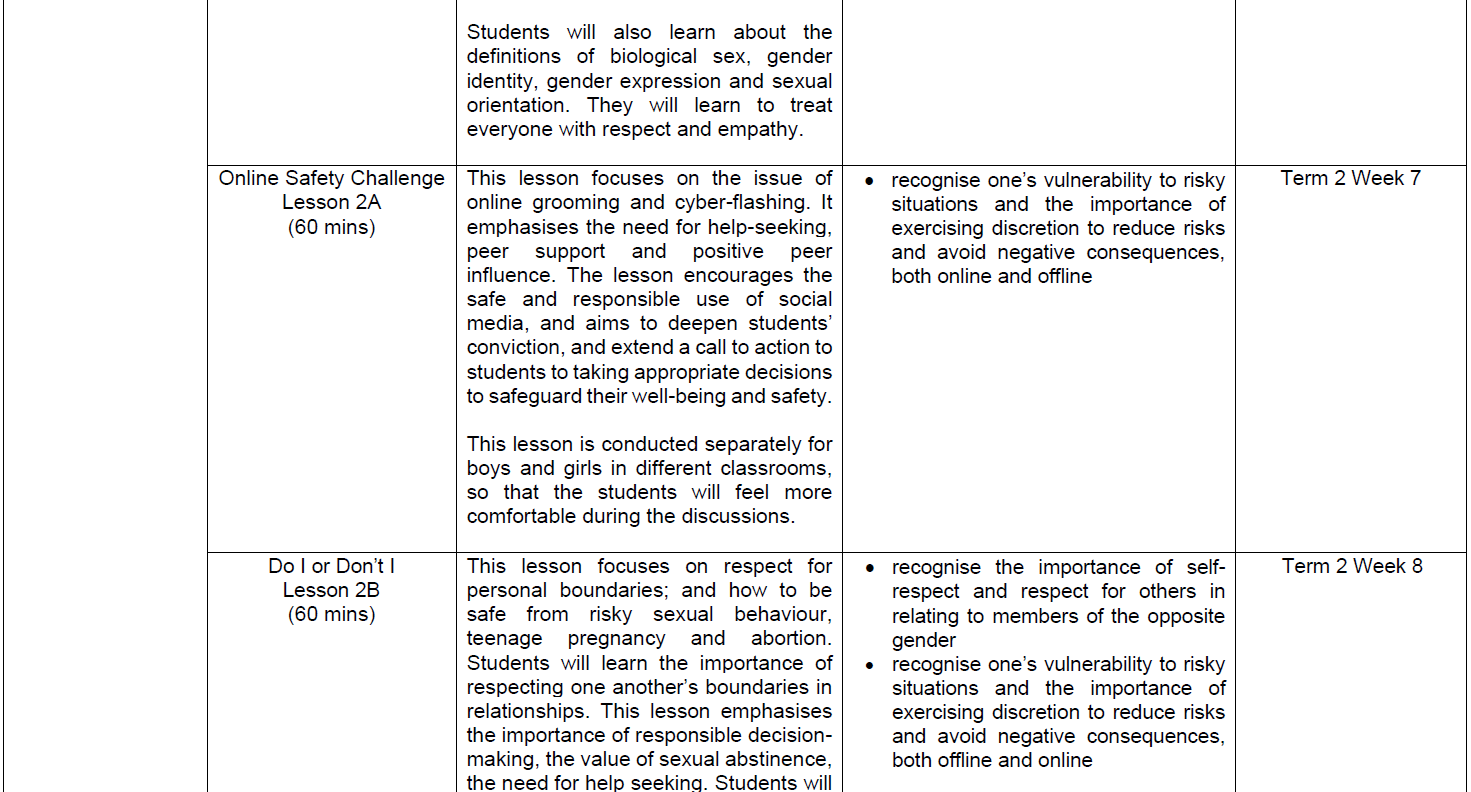 Students will also learn about the
definitions of biological sex, gender
identity, gender expression and sexual
orientation. They will learn to treat
everyone with respect and empathy.
Online Safety Challenge
Lesson 2A
(60 mins)
This lesson focuses on the issue of
online grooming and cyber-flashing. It
emphasises the need for help-seeking,
peer support and positive peer
influence. The lesson encourages the
safe and responsible use of social
media, and aims to deepen students’
conviction, and extend a call to action to
students to taking appropriate decisions
to safeguard their well-being and safety.
This lesson is conducted separately for
boys and girls in different classrooms,
so that the students will feel more
comfortable during the discussions.
• recognise one’s vulnerability to risky
situations and the importance of
exercising discretion to reduce risks
and avoid negative consequences,
both online and offline
Term 2 Week 7
Do I or Don’t I
Lesson 2B
(60 mins)
This lesson focuses on respect for
personal boundaries; and how to be
safe from risky sexual behaviour,
teenage pregnancy and abortion.
Students will learn the importance of
respecting one another’s boundaries in
relationships. This lesson emphasises
the importance of responsible decision-
making, the value of sexual abstinence,
the need for help seeking. Students will
• recognise the importance of self-
respect and respect for others in
relating to members of the opposite
gender
• recognise one’s vulnerability to risky
situations and the importance of
exercising discretion to reduce risks
and avoid negative consequences,
both offline and online
Term 2 Week 8